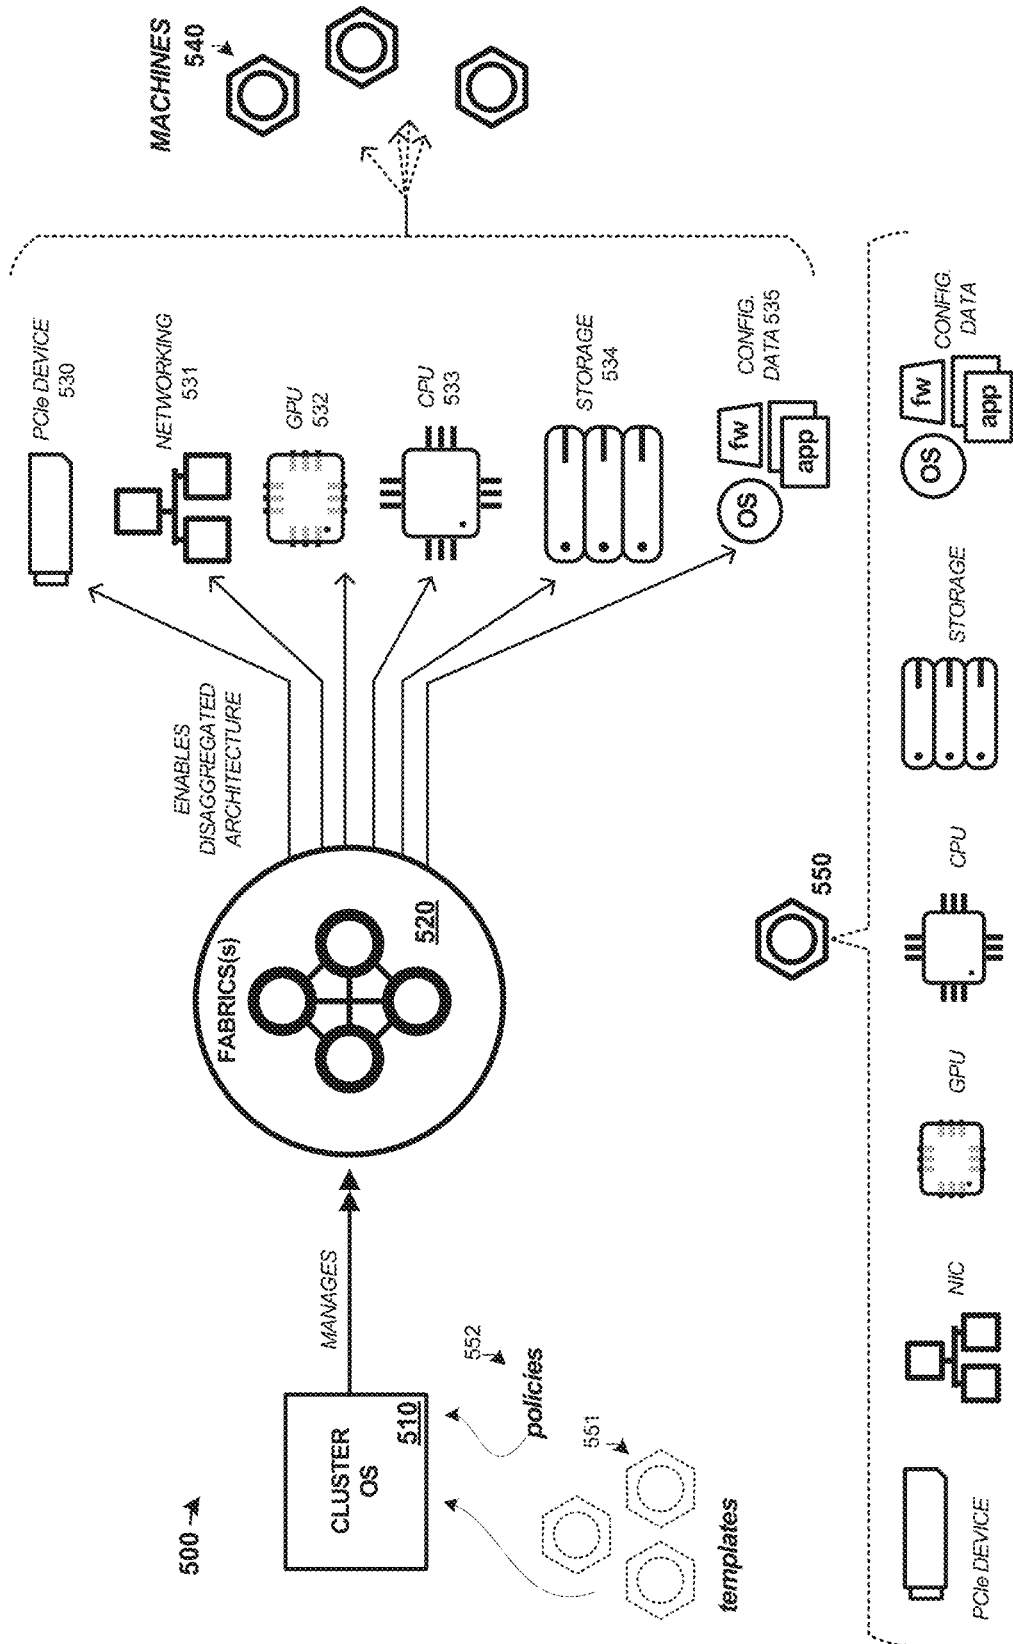 500
CLUSTER
OS
510
templates
551
policies
552
MANAGES
FABRICS(s)
520
ENABLES
DISAGGREGATED
ARCHITECTURE
PCIe DEVICE
530
NETWORKING
531
GPU
532
CPU
533
STORAGE
534
OS
fw
app
CONFIG.
DATA 535
MACHINES
540
550
PCIe DEVICE
NIC
GPU
CPU
STORAGE
OS
fw
app
CONFIG.
DATA